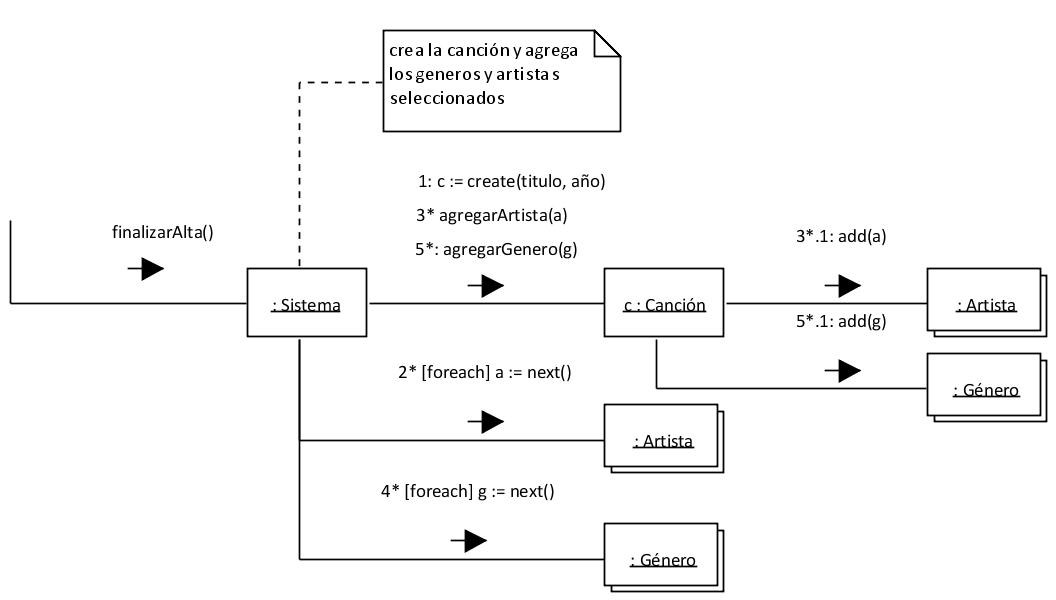 crea la canción y agrega
los generos y artistas
seleccionados
1: c := create(titulo, año)
3* agregarArtista(a)
5*: agregarGenero(g)
finalizarAlta()
3*.1: add(a)
: Sistema
c : Canción
: Artista
5*.1: add(g)
2* [foreach] a := next()
: Género
: Artista
4* [foreach] g := next()
: Género